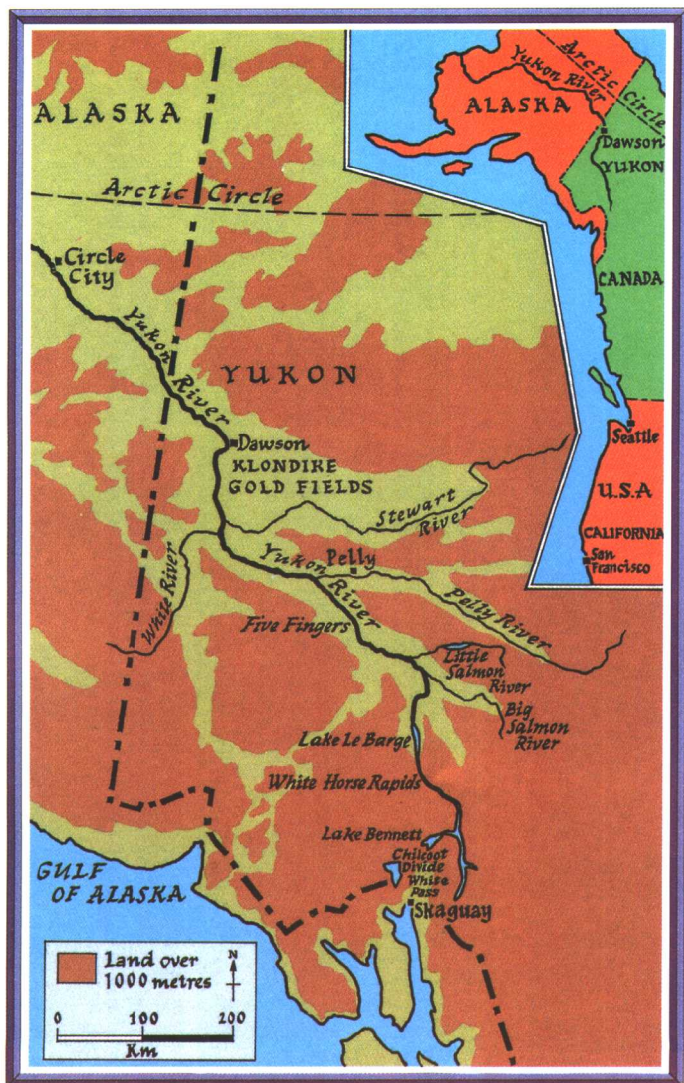 ALASKA
Arctic Circle
Circle
City
Yukon River
YUKON
Dawson
KLONDIKE
GOLD FIELDS
Stewart
River
White River
Yukon
River
Pelly
Pelly River
Five Fingers
Little
Salmon
River
Big
Salmon
River
Lake Le Barge
White Horse Rapids
Lake Bennett
Chilcoot
Divide
White
Pass
Skaguay
GULF
OF ALASKA
Land over
1000 metres
N
0 100 200
Km
Arctic Circle
Yukon River
ALASKA
Dawson
YUKON
CANADA
Seattle
U.S.A
CALIFORNIA
San
Francisco